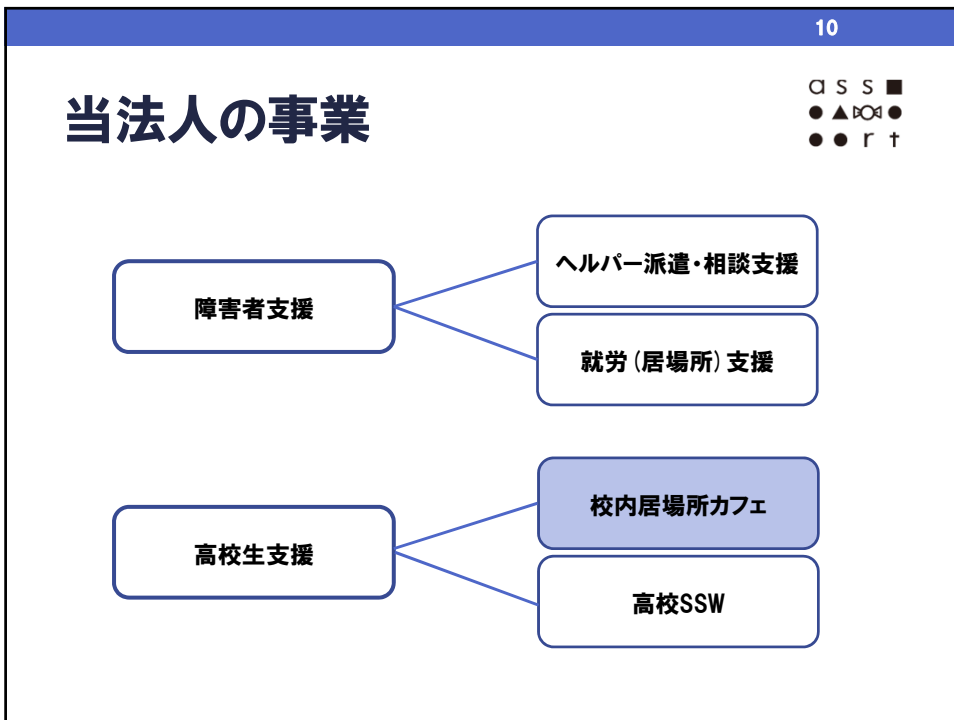 10
当法人の事業
a s s ■
● ▲ ●
● ● r t
障害者支援
ヘルパー派遣・相談支援
就労(居場所)支援
高校生支援
校内居場所カフェ
高校SSW